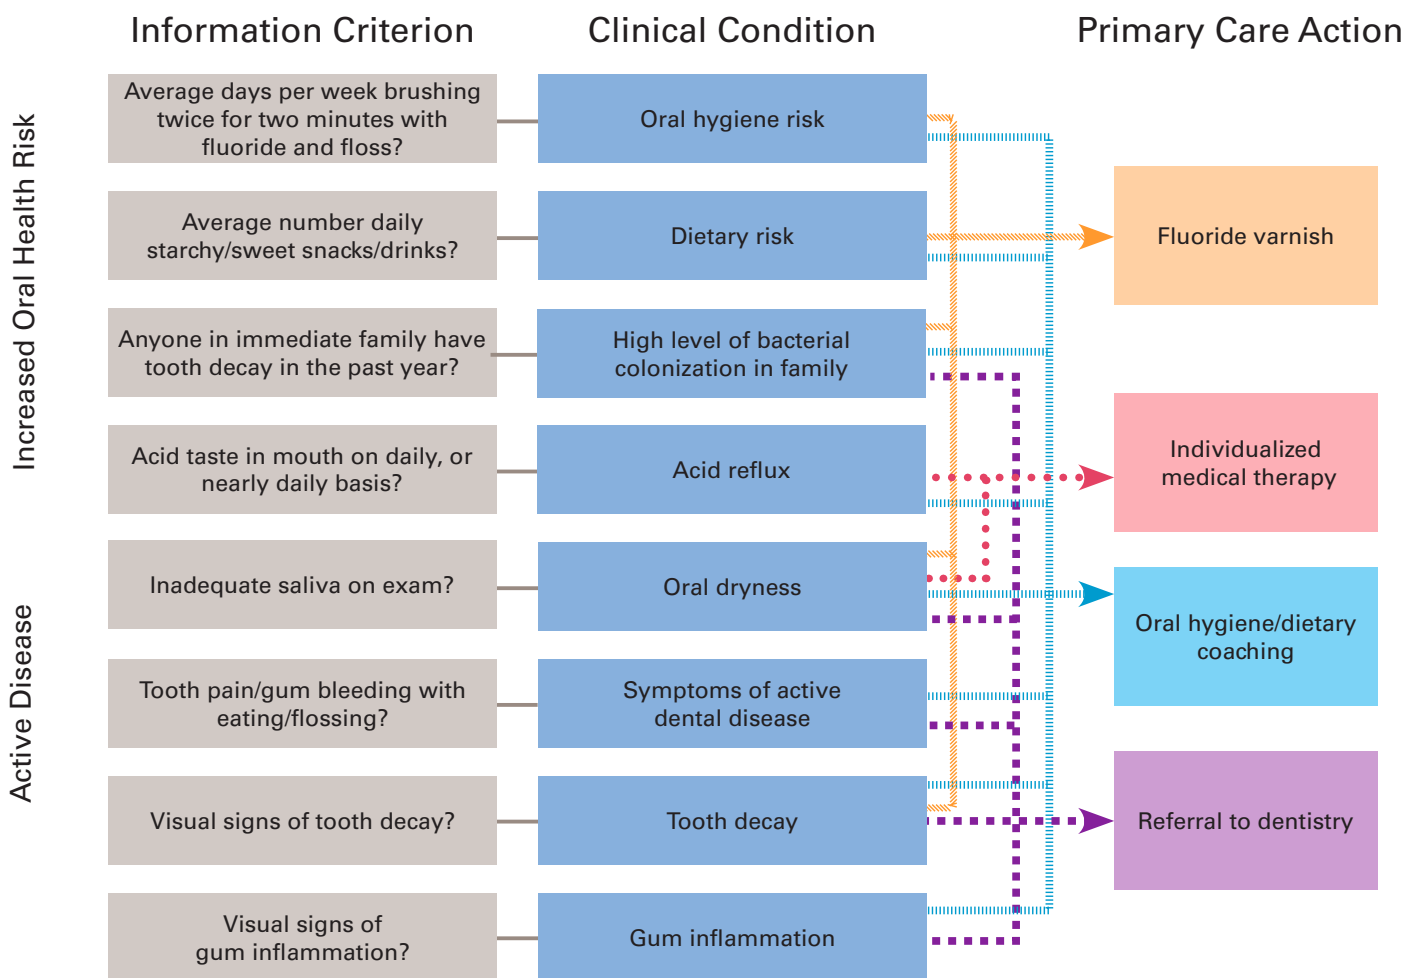 Information Criterion
Clinical Condition
Primary Care Action
Increased Oral Health Risk
Average days per week brushing
twice for two minutes with
fluoride and floss?
Oral hygiene risk
Average number daily
starchy/sweet snacks/drinks?
Dietary risk
Fluoride varnish
Anyone in immediate family have
tooth decay in the past year?
High level of bacterial
colonization in family
Acid taste in mouth on daily, or
nearly daily basis?
Acid reflux
Individualized
medical therapy
Active Disease
Inadequate saliva on exam?
Oral dryness
Oral hygiene/dietary
coaching
Tooth pain/gum bleeding with
eating/flossing?
Symptoms of active
dental disease
Visual signs of tooth decay?
Tooth decay
Referral to dentistry
Visual signs of
gum inflammation?
Gum inflammation